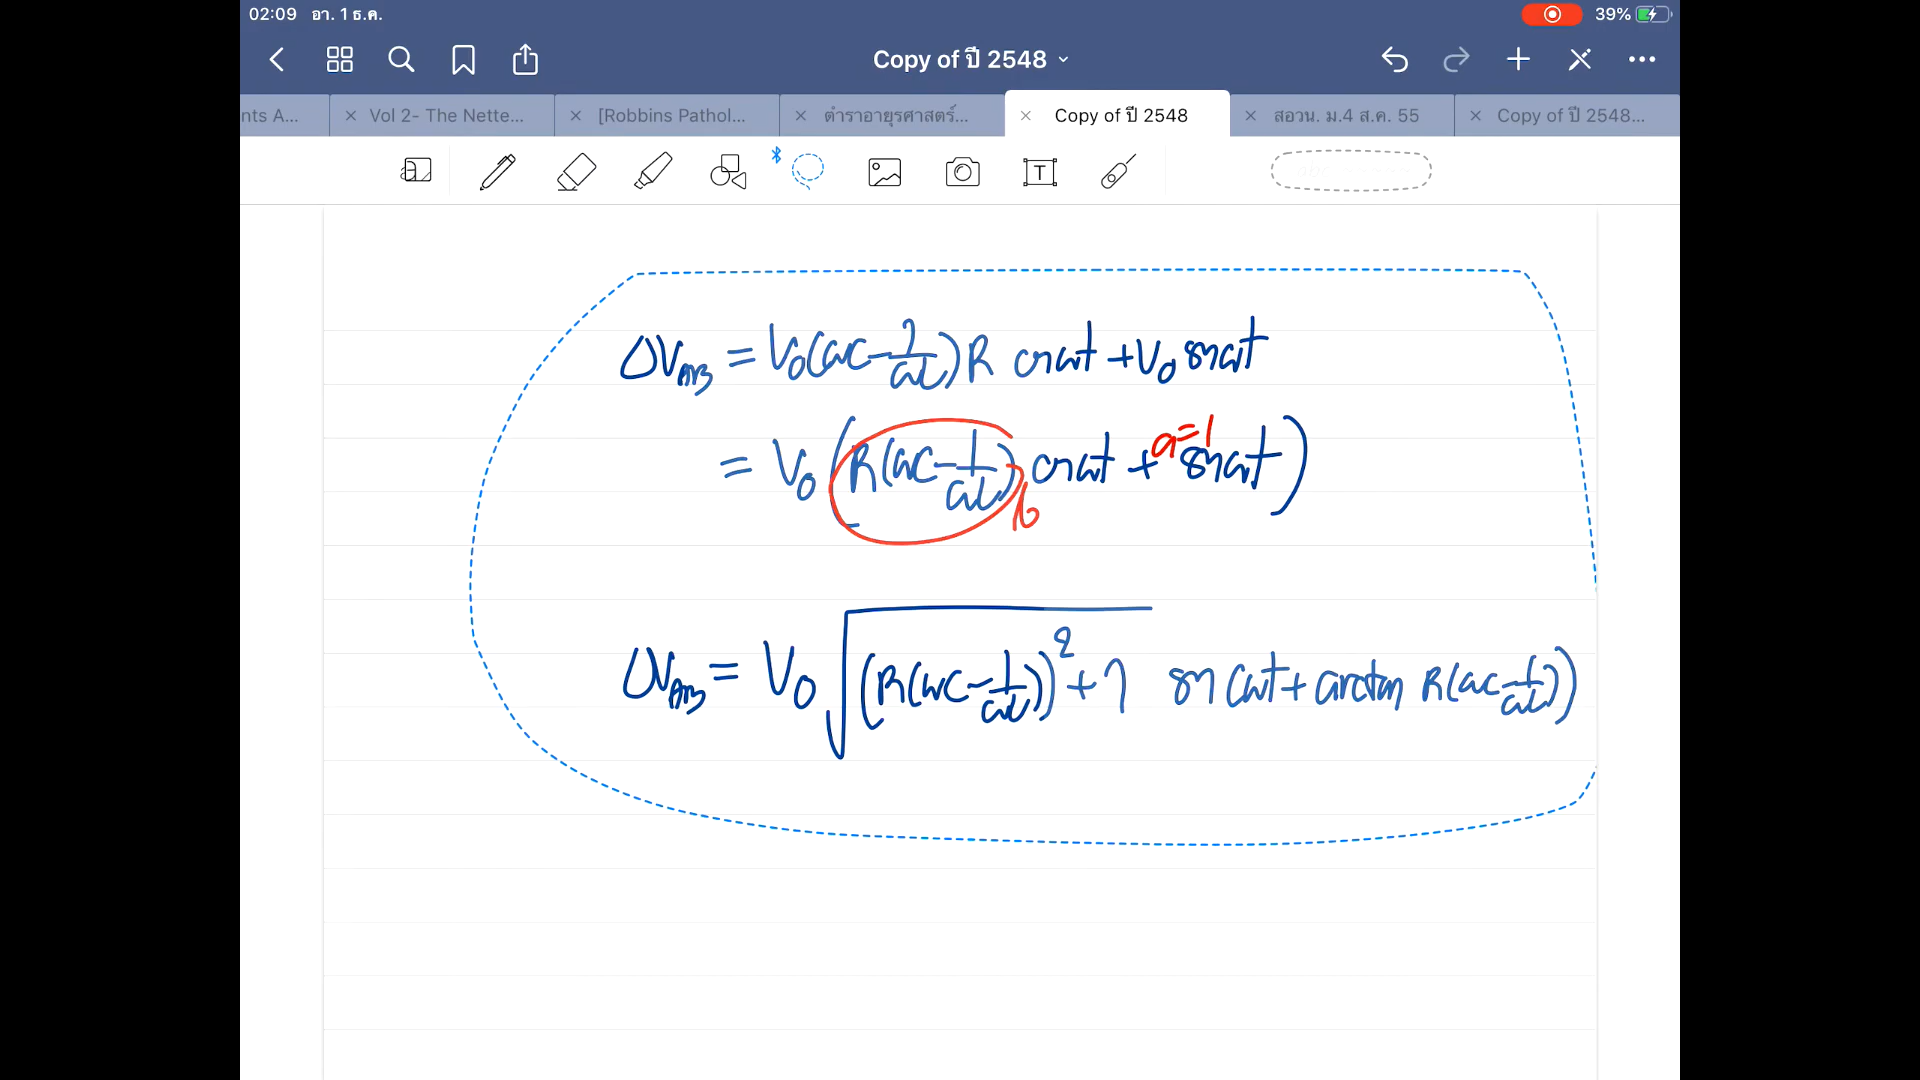 02:09 อา. 1 ธ.ค. 39%
Copy of ปี 2548
nts A... Vol 2- The Nette... [Robbins Pathol... ตำราอายุรศาสตร์... Copy of ปี 2548 สอวน. ม.4 ส.ค. 55 Copy of ปี 2548...
ΔV_AB = V₀(ωC - 1/ωL)R cosωt + V₀ sinωt
= V₀(R(ωC - 1/ωL) cosωt + sinωt)
a=1
b
ΔV_AB = V₀ √((R(ωC - 1/ωL))² + 1) sin(ωt + arctan R(ωC - 1/ωL))